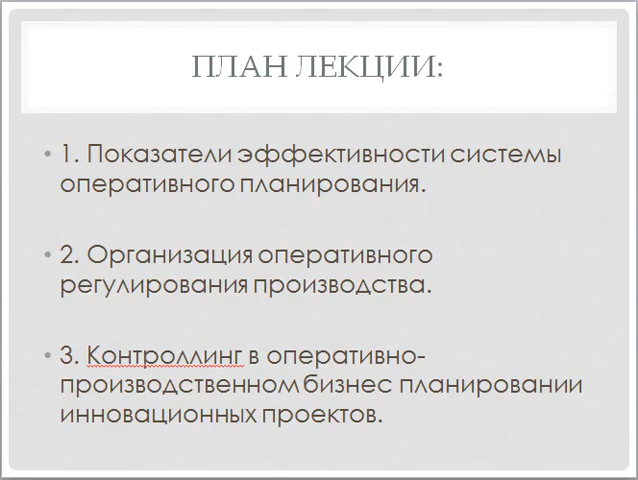 ПЛАН ЛЕКЦИИ:
• 1. Показатели эффективности системы
оперативного планирования.
• 2. Организация оперативного
регулирования производства.
• 3. Контроллинг в оперативно-
производственном бизнес планировании
инновационных проектов.